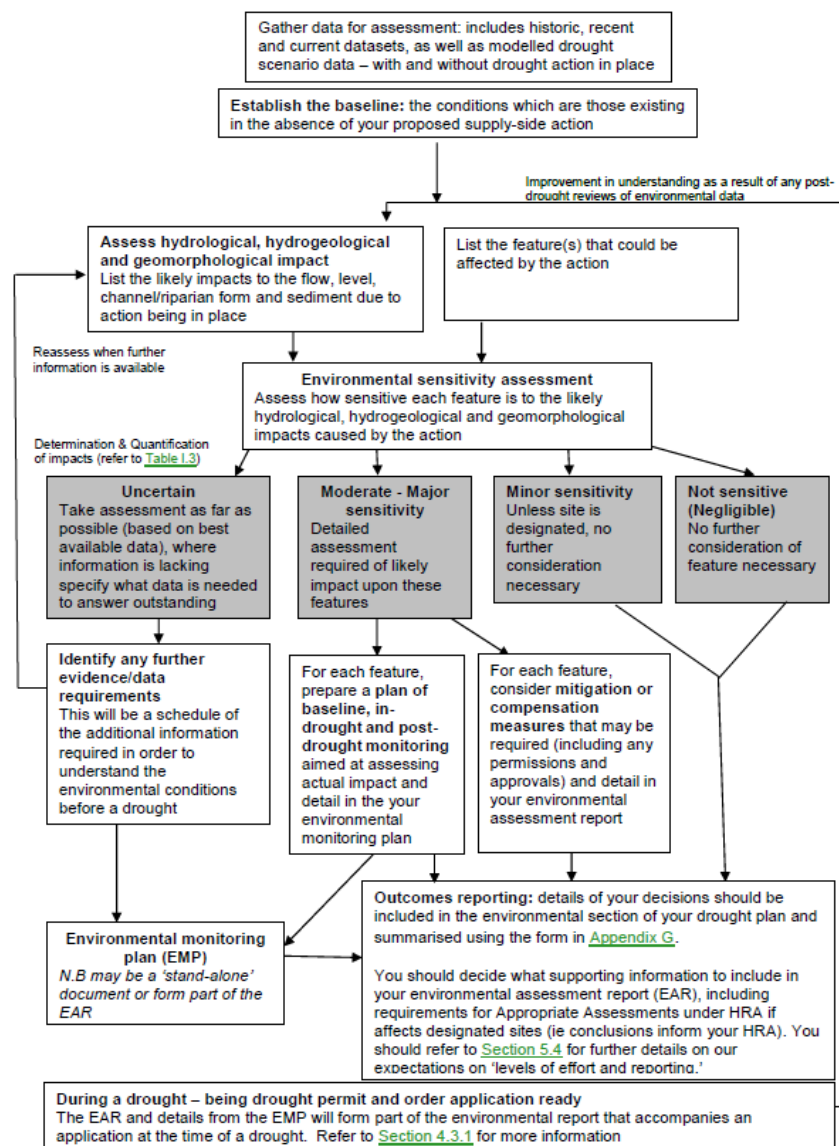 Gather data for assessment: includes historic, recent
and current datasets, as well as modelled drought
scenario data – with and without drought action in place
Establish the baseline: the conditions which are those existing
in the absence of your proposed supply-side action
Improvement in understanding as a result of any post-
drought reviews of environmental data
Assess hydrological, hydrogeological
and geomorphological impact
List the likely impacts to the flow, level,
channel/riparian form and sediment due to
action being in place
List the feature(s) that could be
affected by the action
Reassess when further
information is available
Environmental sensitivity assessment
Assess how sensitive each feature is to the likely
hydrological, hydrogeological and geomorphological
impacts caused by the action
Determination & Quantification
of impacts (refer to Table I.3)
Uncertain
Take assessment as far as
possible (based on best
available data), where
information is lacking
specify what data is needed
to answer outstanding
Moderate - Major
sensitivity
Detailed
assessment
required of likely
impact upon these
features
Minor sensitivity
Unless site is
designated, no
further
consideration
necessary
Not sensitive
(Negligible)
No further
consideration of
feature necessary
Identify any further
evidence/data
requirements
This will be a schedule of
the additional information
required in order to
understand the
environmental conditions
before a drought
For each feature,
prepare a plan of
baseline, in-
drought and post-
drought monitoring
aimed at assessing
actual impact and
detail in the your
environmental
monitoring plan
For each feature,
consider mitigation or
compensation
measures that may be
required (including any
permissions and
approvals) and detail in
your environmental
assessment report
Environmental monitoring
plan (EMP)
N.B may be a ‘stand-alone’
document or form part of the
EAR
Outcomes reporting: details of your decisions should be
included in the environmental section of your drought plan and
summarised using the form in Appendix G.
You should decide what supporting information to include in
your environmental assessment report (EAR), including
requirements for Appropriate Assessments under HRA if
affects designated sites (ie conclusions inform your HRA). You
should refer to Section 5.4 for further details on our
expectations on ‘levels of effort and reporting.’
During a drought – being drought permit and order application ready
The EAR and details from the EMP will form part of the environmental report that accompanies an
application at the time of a drought. Refer to Section 4.3.1 for more information